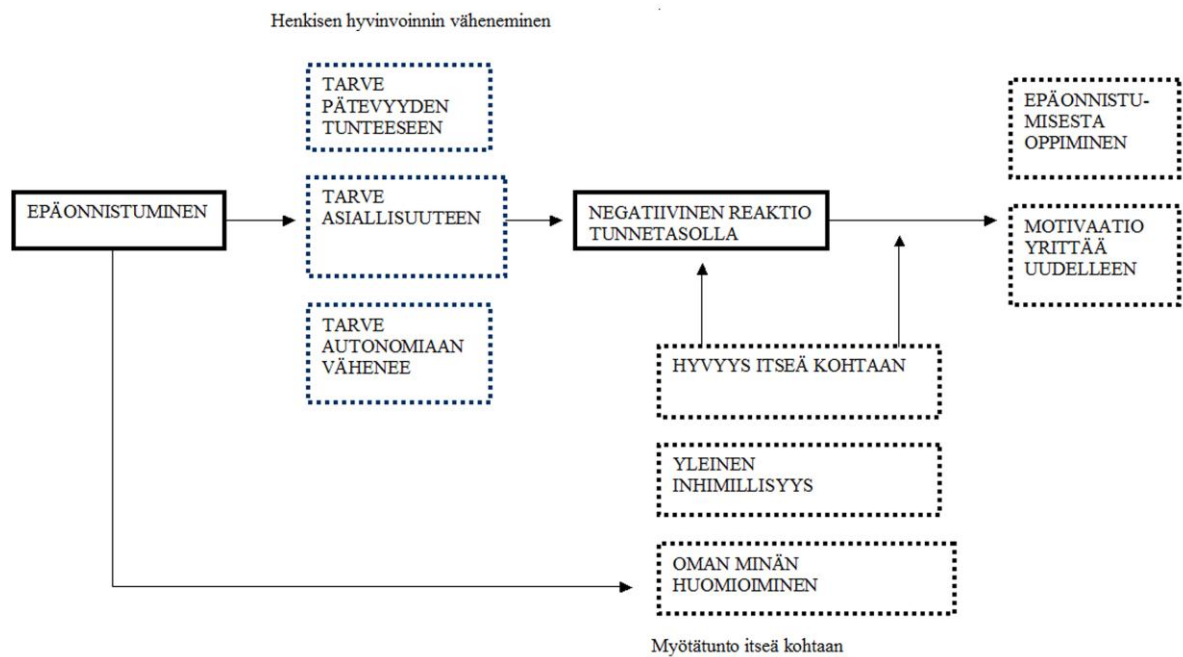 Henkisen hyvinvoinnin väheneminen
TARVE
PÄTEVYYDEN
TUNTEESEEN
EPÄONNISTU-
MISESTA
OPPIMINEN
EPÄONNISTUMINEN
TARVE
ASIALLISUUTEEN
NEGATIIVINEN REAKTIO
TUNNETASOLLA
MOTIVAATIO
YRITTÄÄ
UUDELLEEN
TARVE
AUTONOMIAAN
VÄHENEE
HYVYYS ITSEÄ KOHTAAN
YLEINEN
INHIMILLISYYS
OMAN MINÄN
HUOMIOIMINEN
Myötätunto itseä kohtaan